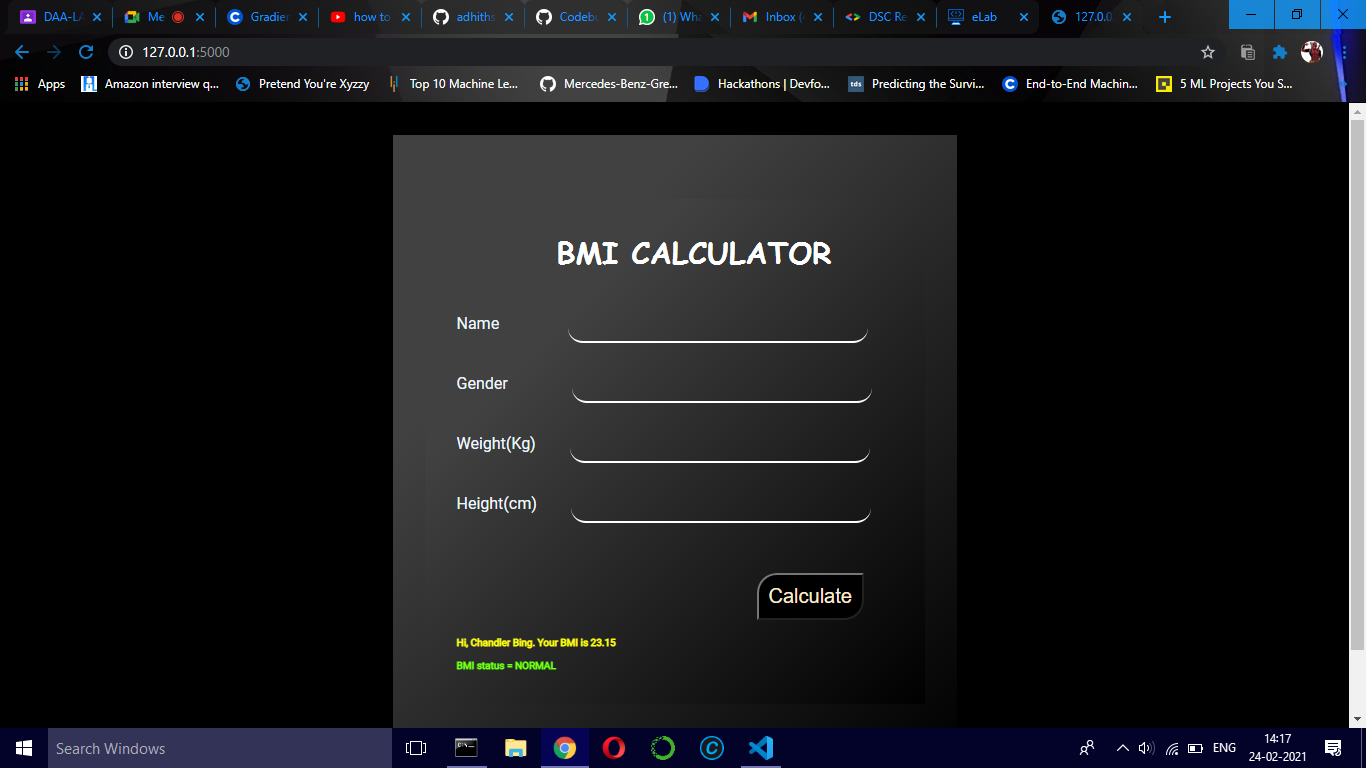 DAA-LA
Me
Gradien
how to
adhiths
Codebu
(1) Wha
Inbox (
DSC Re
eLab
127.0.0
127.0.0.1:5000
Apps
Amazon interview q...
Pretend You're Xyzzy
Top 10 Machine Le...
Mercedes-Benz-Gre...
Hackathons | Devfo...
tds
Predicting the Survi...
End-to-End Machin...
5 ML Projects You S...
BMI CALCULATOR
Name
Gender
Weight(Kg)
Height(cm)
Calculate
Hi, Chandler Bing. Your BMI is 23.15
BMI status = NORMAL
Search Windows
ENG
14:17
24-02-2021